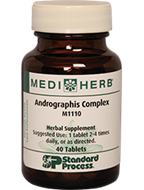 MEDI HERB®
Andrographis Complex
M1110
Herbal Supplement
Suggested Use: 1 tablet 2-4 times
daily, or as directed.
Standard
Process
40 Tablets